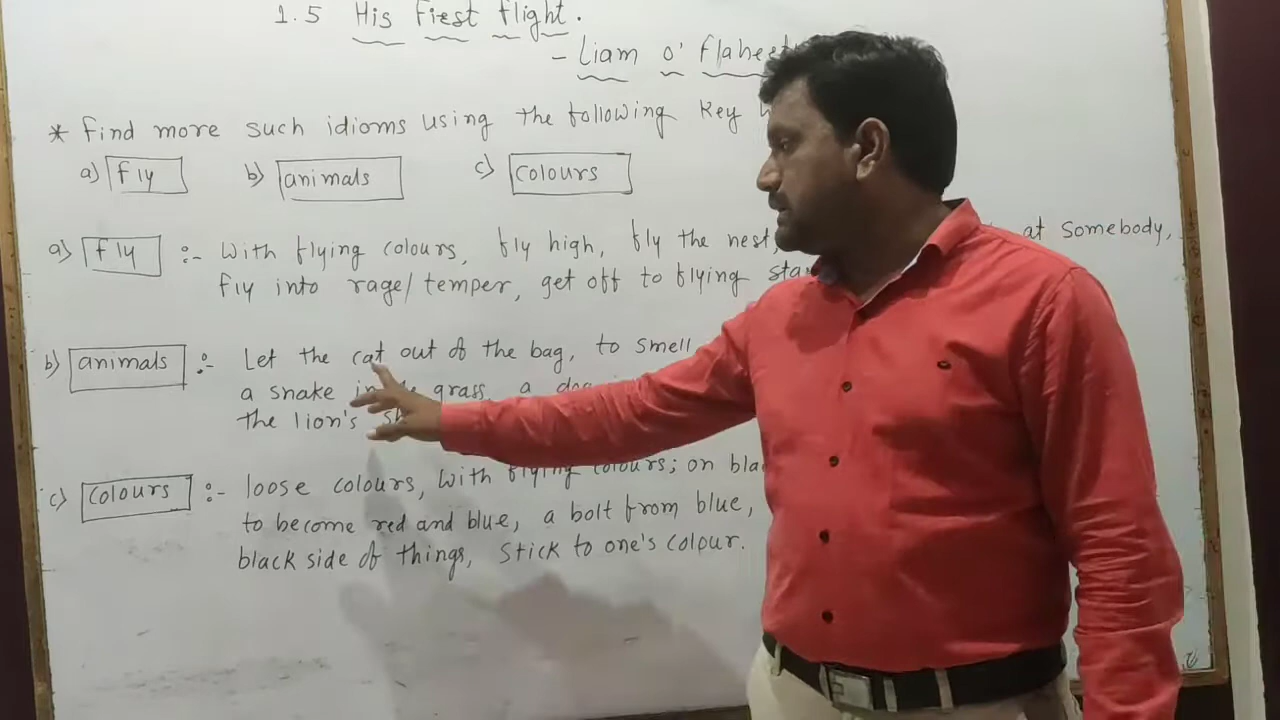 1.5 His First flight.
- Liam O'
* Find more such idioms using the following Key
a) Fly b) animals c) Colours
a) Fly :- With flying colours, fly high, fly the nest, at Somebody,
Fly into rage/temper, get off to flying
b) animals :- Let the cat out of the bag, to smell
a snake grass, a
the lion's
c) Colours :- loose colours, with flying colours; on
to become red and blue, a bolt from blue,
black side of things, Stick to one's colour.